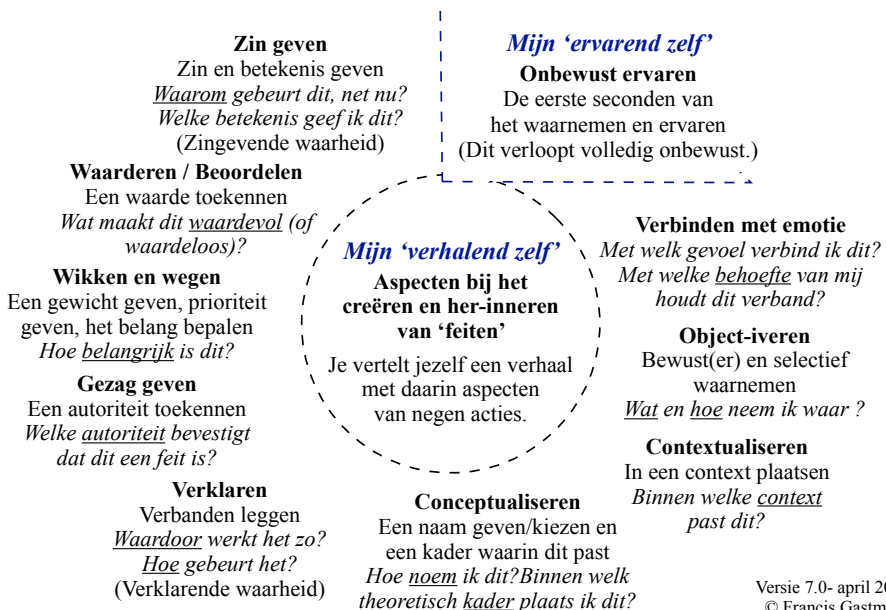 Zin geven
Zin en betekenis geven
Waarom gebeurt dit, net nu?
Welke betekenis geef ik dit?
(Zingevende waarheid)
Mijn ‘ervarend zelf’
Onbewust ervaren
De eerste seconden van
het waarnemen en ervaren
(Dit verloopt volledig onbewust.)
Waarderen / Beoordelen
Een waarde toekennen
Wat maakt dit waardevol (of
waardeloos)?
Verbinden met emotie
Met welk gevoel verbind ik dit?
Met welke behoefte van mij
houdt dit verband?
Mijn ‘verhalend zelf’
Aspecten bij het
creëren en her-inneren
van ‘feiten’
Je vertelt jezelf een verhaal
met daarin aspecten
van negen acties.
Wikken en wegen
Een gewicht geven, prioriteit
geven, het belang bepalen
Hoe belangrijk is dit?
Object-iveren
Bewust(er) en selectief
waarnemen
Wat en hoe neem ik waar ?
Gezag geven
Een autoriteit toekennen
Welke autoriteit bevestigt
dat dit een feit is?
Contextualiseren
In een context plaatsen
Binnen welke context
past dit?
Verklaren
Verbanden leggen
Waardoor werkt het zo?
Hoe gebeurt het?
(Verklarende waarheid)
Conceptualiseren
Een naam geven/kiezen en
een kader waarin dit past
Hoe noem ik dit?Binnen welk
theoretisch kader plaats ik dit?
Versie 7.0- april
© Francis